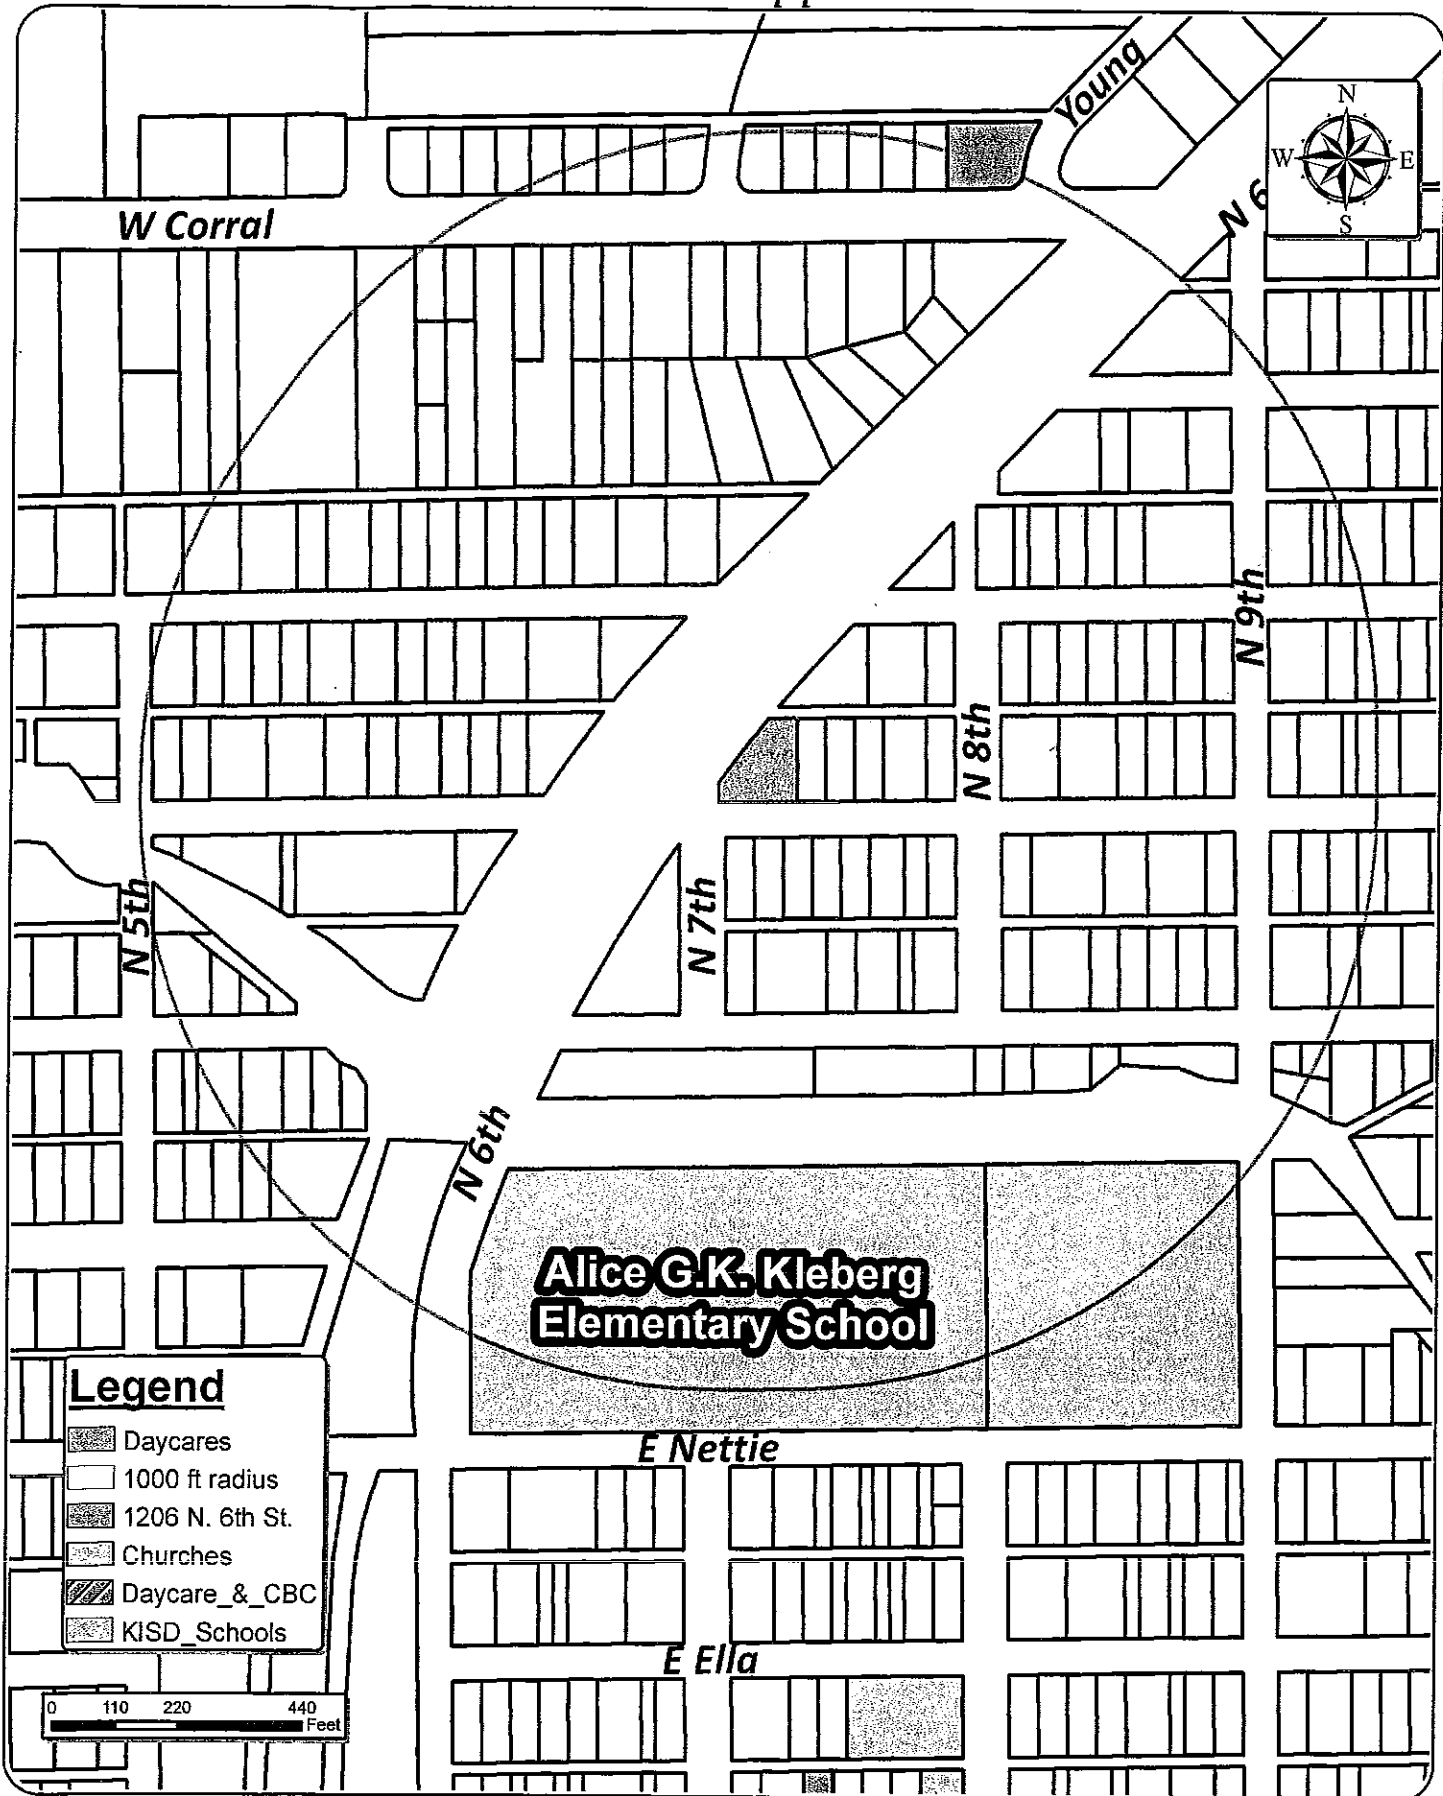 Young
N
W E
S
N 6
W Corral
N 9th
N 8th
N 5th
N 7th
N 6th
Alice G.K. Kleberg
Elementary School
E Nettie
Legend
Daycares
1000 ft radius
1206 N. 6th St.
Churches
Daycare_&_CBC
KISD_Schools
E Ella
0 110 220 440
Feet